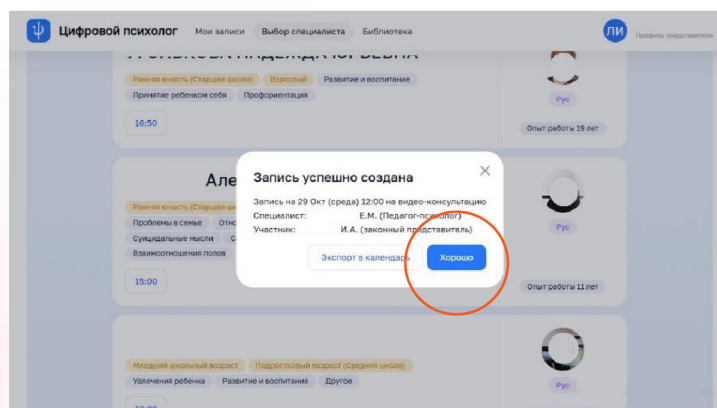 Цифровой психолог Мои записи Выбор специалиста Библиотека ЛИ Профиль представителя
Ранняя юность (Старшая школа) Взрослый Развитие и воспитание
Принятие ребенком себя Профориентация
Рус
16:50
Опыт работы 19 лет
Запись успешно создана
Але
Запись на 29 Окт (среда) 12:00 на видео-консультацию
Ранняя юность (Старшая
Специалист: Е.М. (Педагог-психолог)
Проблемы в семье
Рус
Участник: И.А. (законный представитель)
Суицидальные мысли
Взаимоотношения полов
Экспорт в календарь Хорошо
15:00
Опыт работы 11 лет
Младший школьный возраст Подростковый возраст (Средняя школа)
Увлечения ребенка Развитие и воспитание Другое
Рус